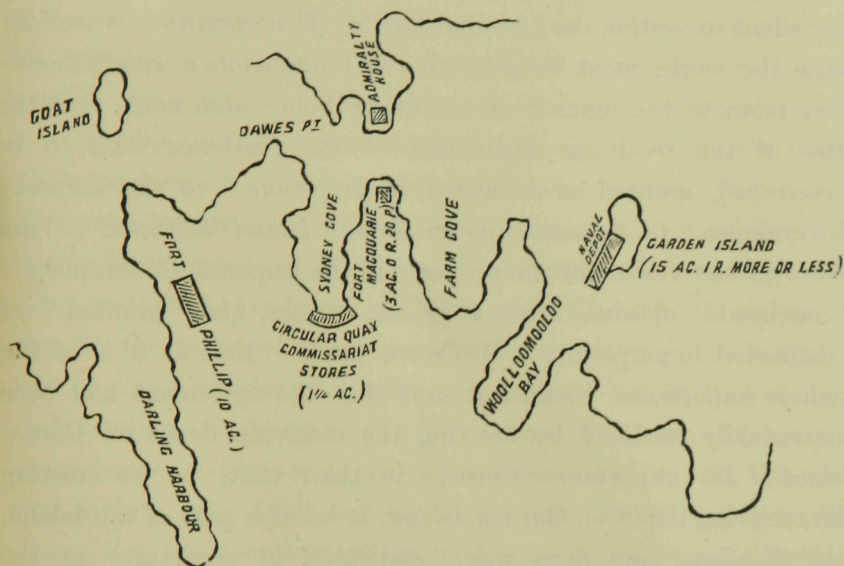 GOAT
ISLAND
DAWES PT
ADMIRALTY
HOUSE
FORT
PHILLIP (10 AC.)
DARLING HARBOUR
SYDNEY COVE
FORT
MACQUARIE
(3 AC. 0 R. 20 P.)
CIRCULAR QUAY
COMMISSARIAT
STORES
(1¼ AC.)
FARM COVE
WOOLLOOMOOLOO
BAY
NAVAL
DEPOT
GARDEN ISLAND
(15 AC. 1 R. MORE OR LESS)